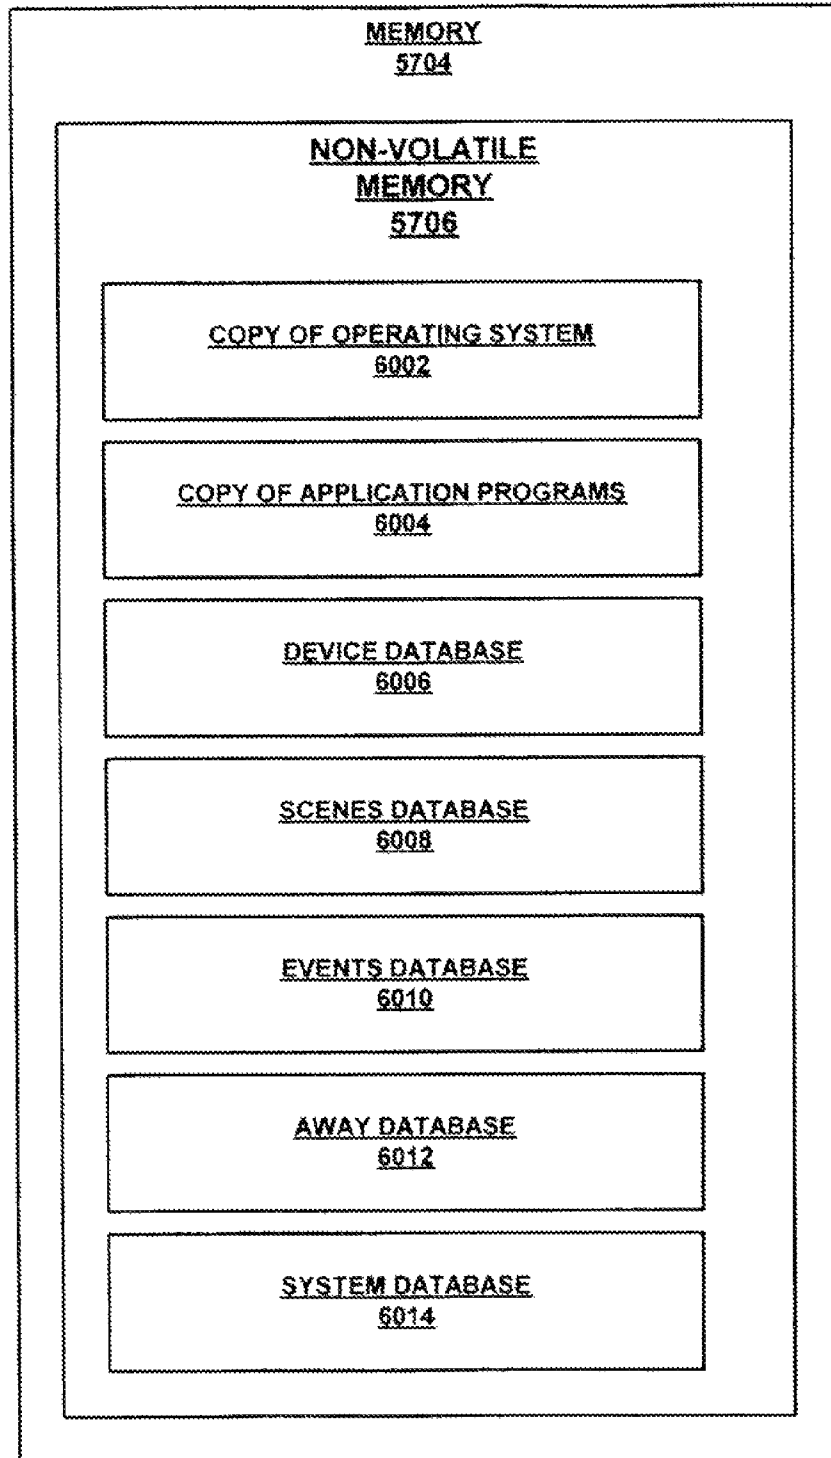 MEMORY
5704
NON-VOLATILE
MEMORY
5706
COPY OF OPERATING SYSTEM
6002
COPY OF APPLICATION PROGRAMS
6004
DEVICE DATABASE
6006
SCENES DATABASE
6008
EVENTS DATABASE
6010
AWAY DATABASE
6012
SYSTEM DATABASE
6014